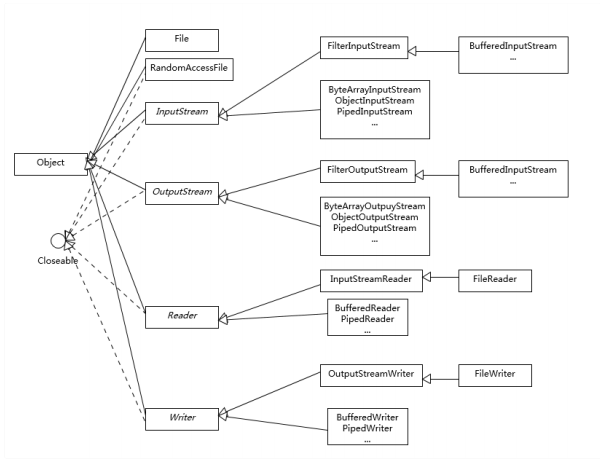 File
FilterInputStream
BufferedInputStream
...
RandomAccessFile
InputStream
ByteArrayInputStream
ObjectInputStream
PipedInputStream
...
Object
OutputStream
FilterOutputStream
BufferedInputStream
...
ByteArrayOutpuyStream
ObjectOutputStream
PipedOutputStream
...
Closeable
InputStreamReader
FileReader
Reader
BufferedReader
PipedReader
...
OutputStreamWriter
FileWriter
Writer
BufferedWriter
PipedWriter
...